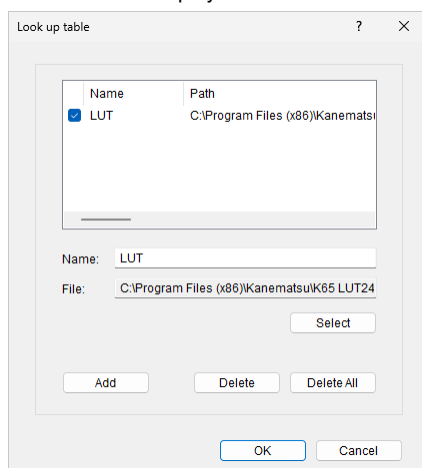 Look up table ? ×
Name Path
LUT C:\Program Files (x86)\Kanemats
Name: LUT
File: C:\Program Files (x86)\Kanematsu\K65 LUT24
Select
Add Delete Delete All
OK Cancel